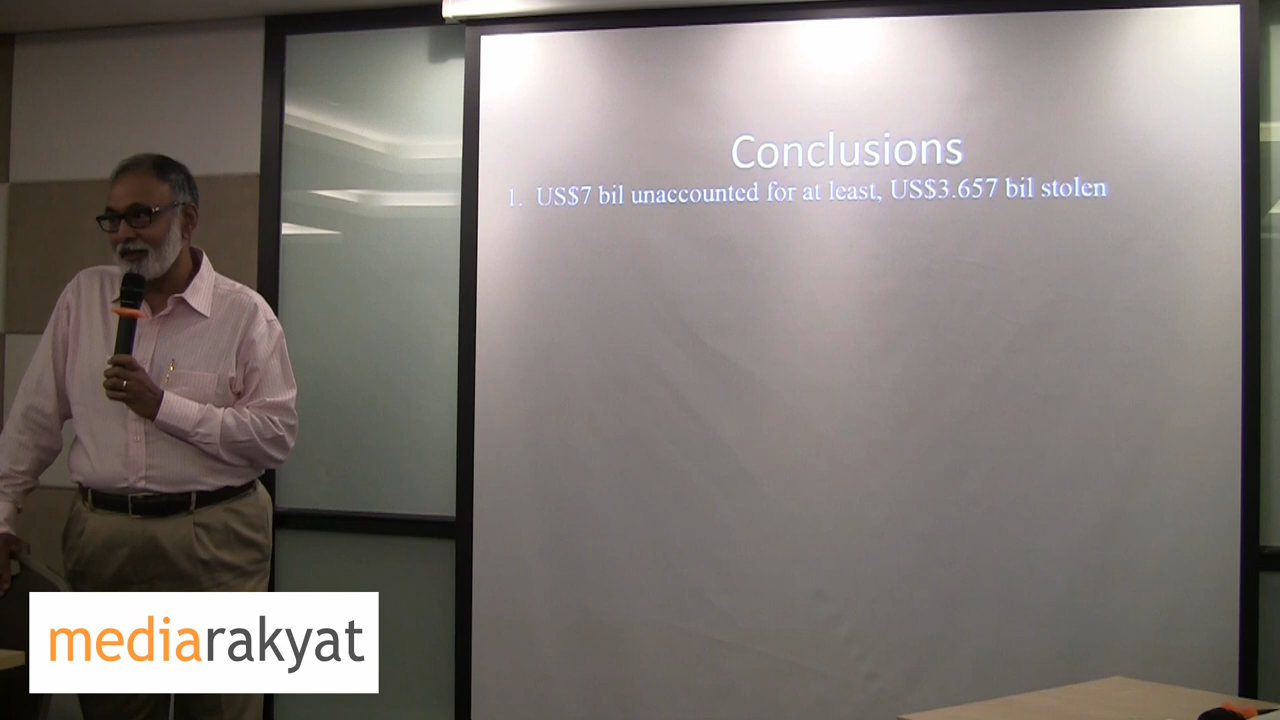 Conclusions
1. US$7 bil unaccounted for at least, US$3.657 bil stolen
mediarakyat